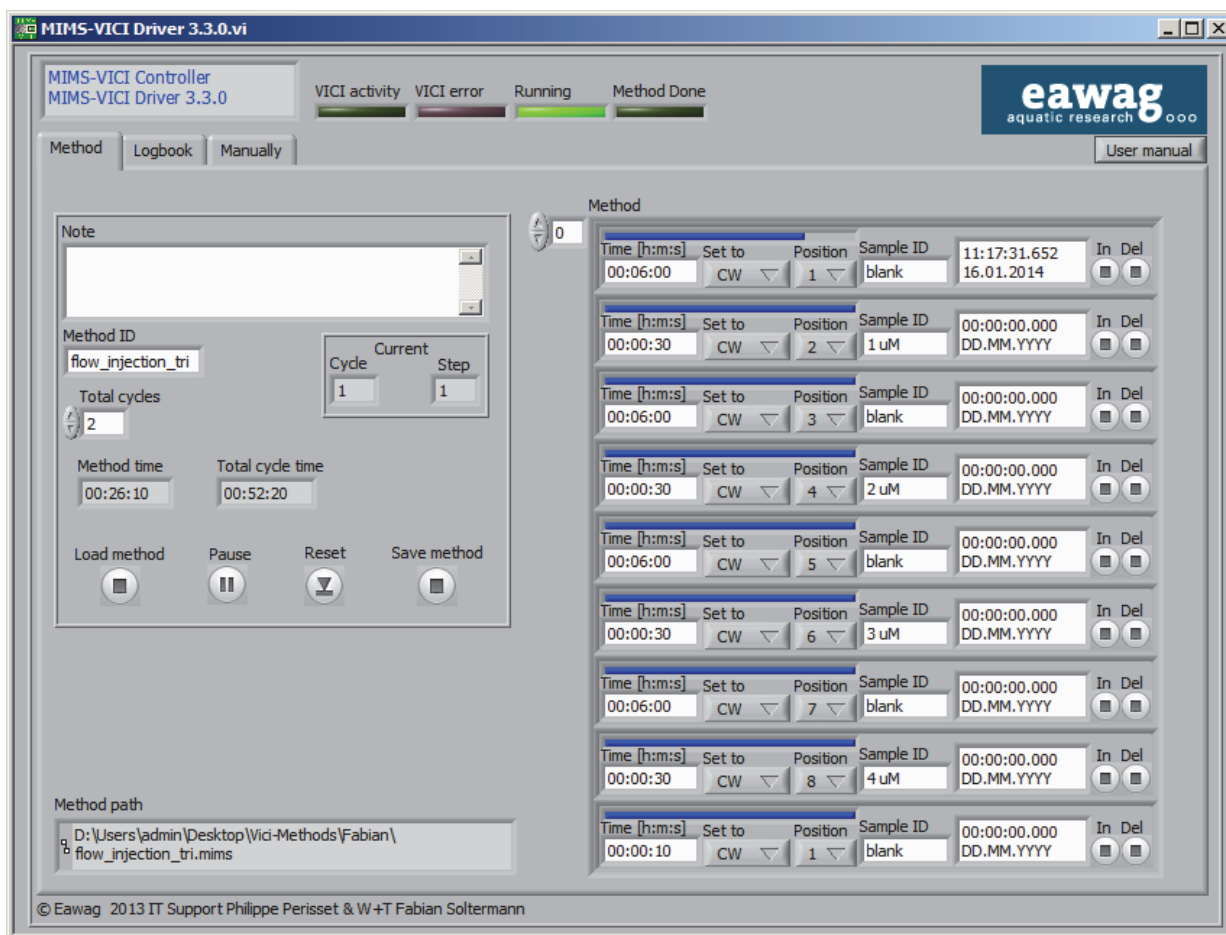 MIMS-VICI Driver 3.3.0.vi
MIMS-VICI Controller
MIMS-VICI Driver 3.3.0
VICI activity VICI error Running Method Done
eawag
aquatic research
User manual
Method Logbook Manually
Note
Method ID
flow_injection_tri
Current
Cycle Step
1 1
Total cycles
2
Method time Total cycle time
00:26:10 00:52:20
Load method Pause Reset Save method
Method path
D:\Users\admin\Desktop\Vici-Methods\Fabian\
flow_injection_tri.mims
Method
0
Time [h:m:s] Set to Position Sample ID 11:17:31.652 In Del
00:06:00 CW 1 blank 16.01.2014
Time [h:m:s] Set to Position Sample ID 00:00:00.000 In Del
00:00:30 CW 2 1 uM DD.MM.YYYY
Time [h:m:s] Set to Position Sample ID 00:00:00.000 In Del
00:06:00 CW 3 blank DD.MM.YYYY
Time [h:m:s] Set to Position Sample ID 00:00:00.000 In Del
00:00:30 CW 4 2 uM DD.MM.YYYY
Time [h:m:s] Set to Position Sample ID 00:00:00.000 In Del
00:06:00 CW 5 blank DD.MM.YYYY
Time [h:m:s] Set to Position Sample ID 00:00:00.000 In Del
00:00:30 CW 6 3 uM DD.MM.YYYY
Time [h:m:s] Set to Position Sample ID 00:00:00.000 In Del
00:06:00 CW 7 blank DD.MM.YYYY
Time [h:m:s] Set to Position Sample ID 00:00:00.000 In Del
00:00:30 CW 8 4 uM DD.MM.YYYY
Time [h:m:s] Set to Position Sample ID 00:00:00.000 In Del
00:00:10 CW 1 blank DD.MM.YYYY
© Eawag 2013 IT Support Philippe Perisset & W+T Fabian Soltermann